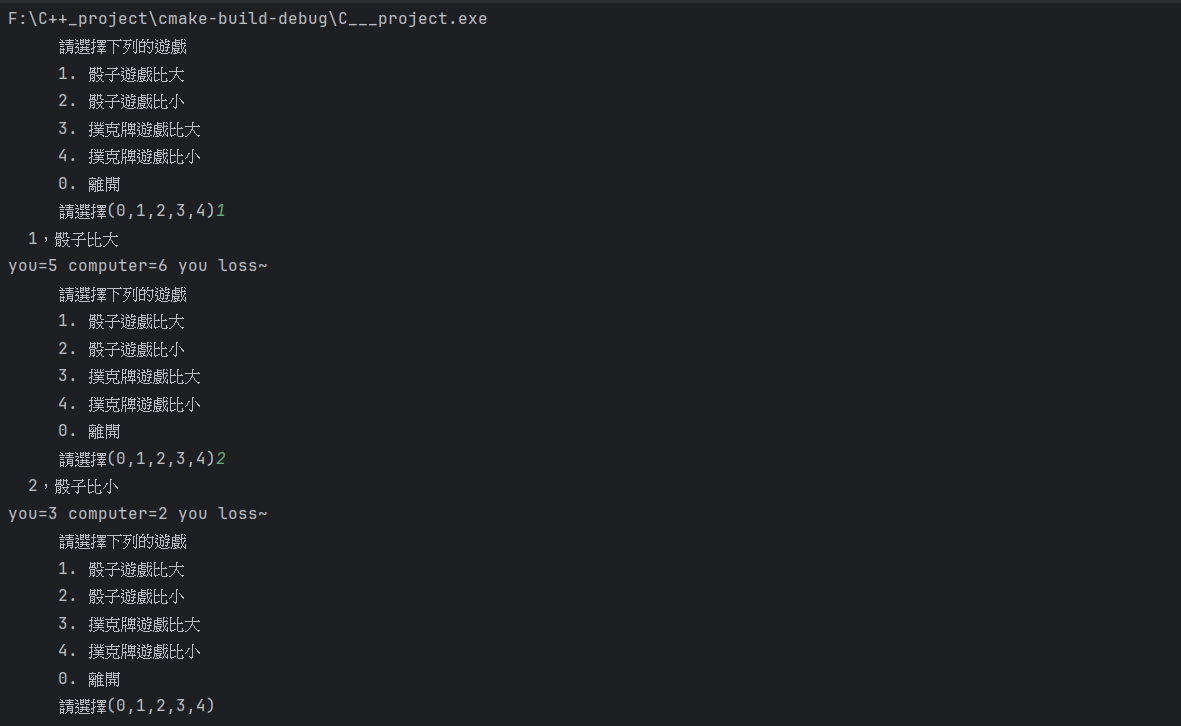 F:\C++_project\cmake-build-debug\C___project.exe
請選擇下列的遊戲
1. 骰子遊戲比大
2. 骰子遊戲比小
3. 撲克牌遊戲比大
4. 撲克牌遊戲比小
0. 離開
請選擇(0,1,2,3,4)1
1，骰子比大
you=5 computer=6 you loss~
請選擇下列的遊戲
1. 骰子遊戲比大
2. 骰子遊戲比小
3. 撲克牌遊戲比大
4. 撲克牌遊戲比小
0. 離開
請選擇(0,1,2,3,4)2
2，骰子比小
you=3 computer=2 you loss~
請選擇下列的遊戲
1. 骰子遊戲比大
2. 骰子遊戲比小
3. 撲克牌遊戲比大
4. 撲克牌遊戲比小
0. 離開
請選擇(0,1,2,3,4)